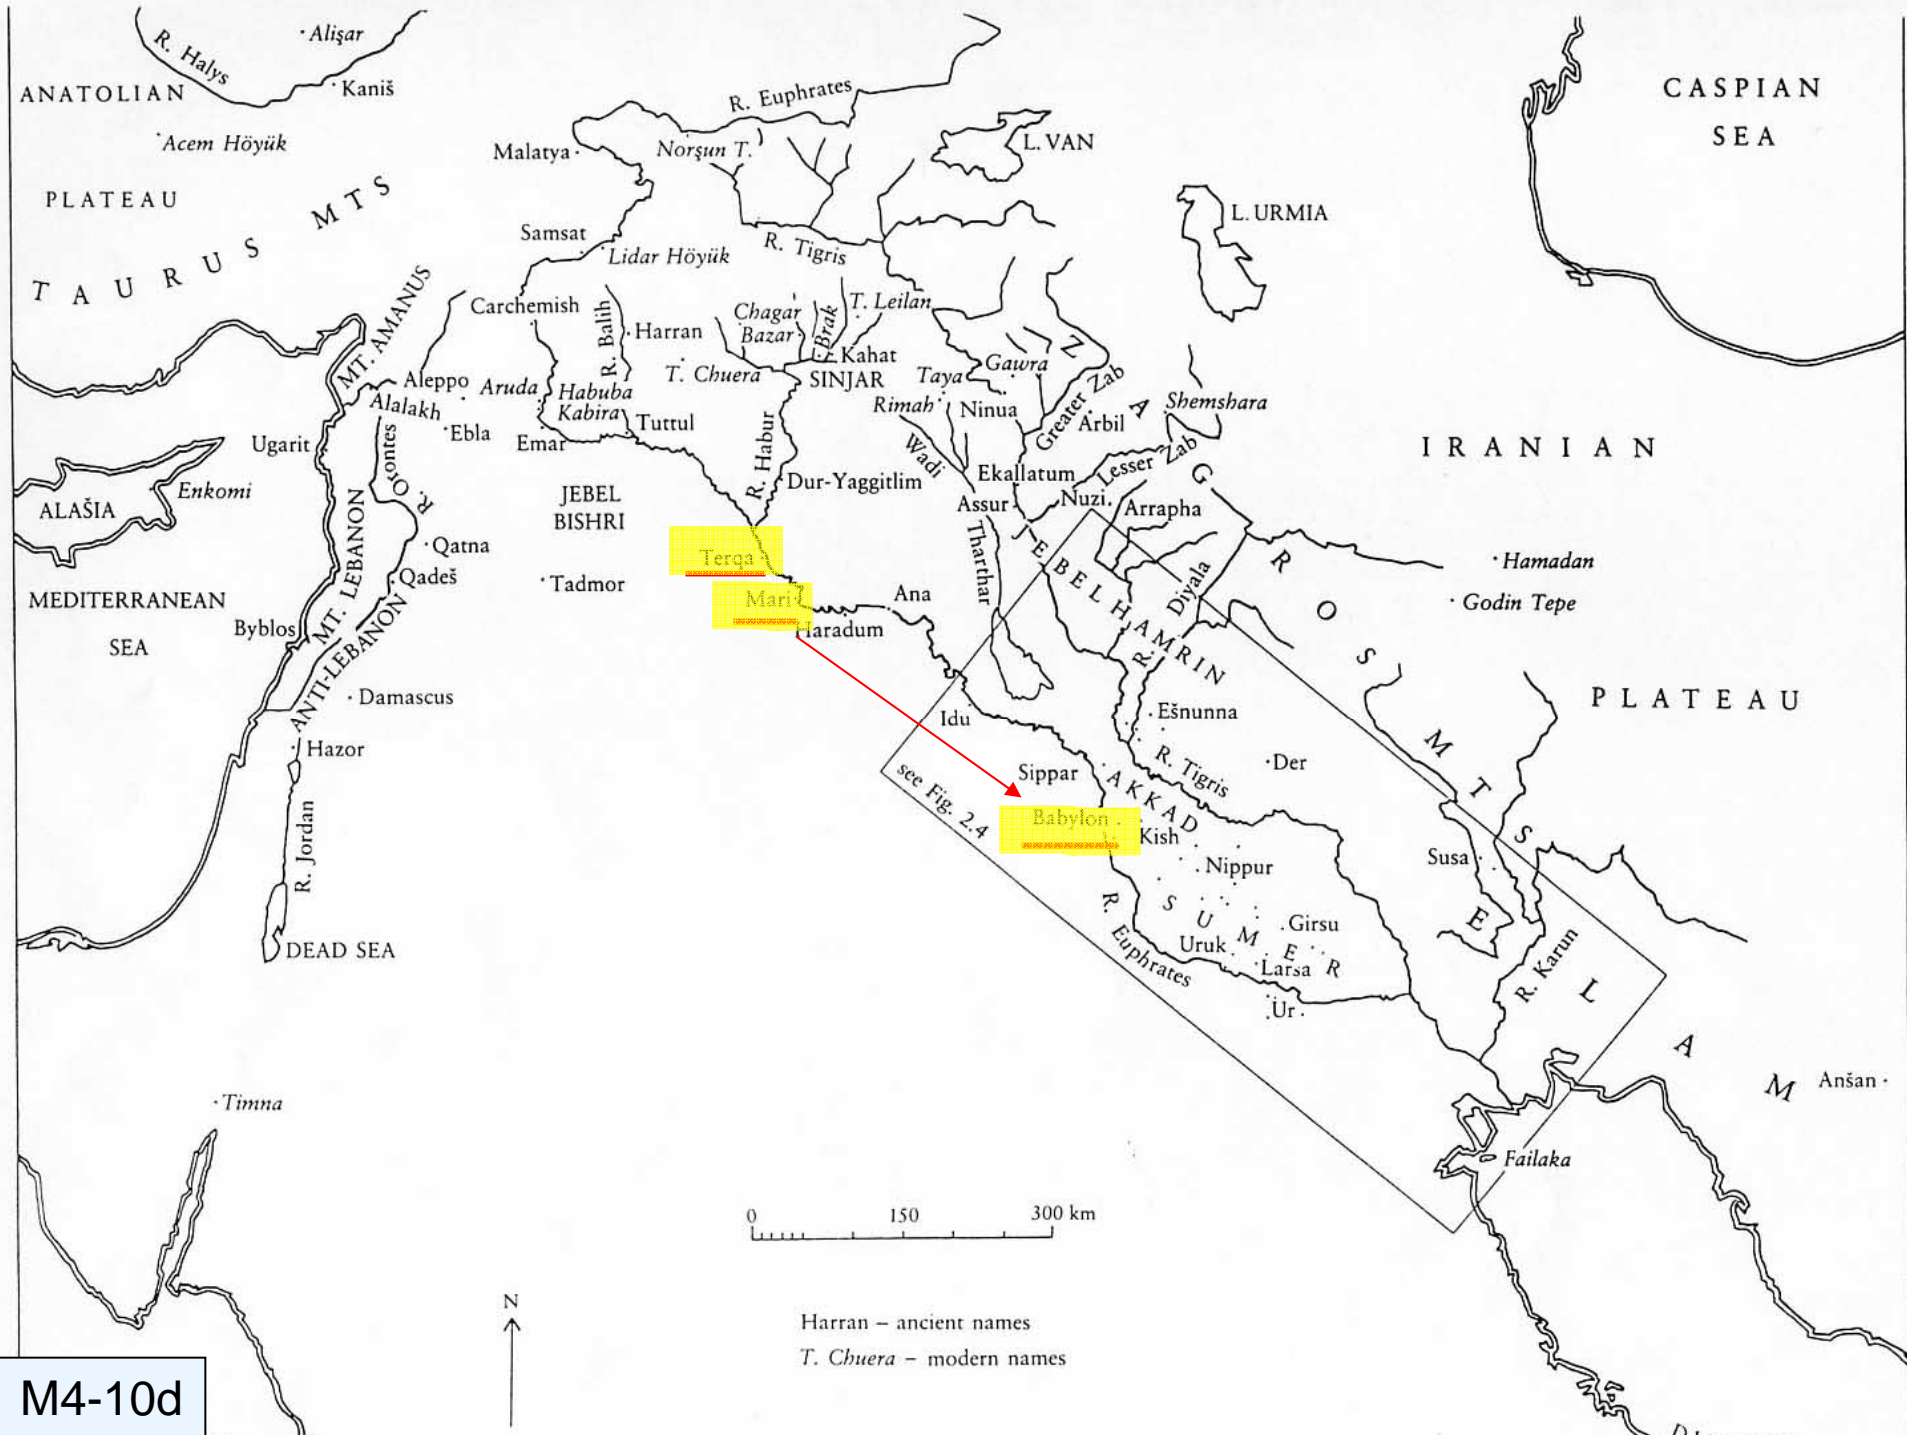 R. Halys
· Alişar
· Kaniš
ANATOLIAN
· Acem Höyük
PLATEAU
TAURUS MTS
R. Euphrates
Malatya ·
Norşun T.
L. VAN
CASPIAN
SEA
L. URMIA
Samsat
Lidar Höyük
R. Tigris
MT. AMANUS
Carchemish
R. Balih
Harran
Chagar
Bazar
T. Brak
T. Leilan
Kahat
T. Chuera
SINJAR
Taya
Gawra
Rimah
Ninua
Greater Zab
Arbil
Shemshara
ZAGROS MTS
Aleppo
Alalakh
Aruda
Habuba
Kabira
Tuttul
Ugarit
· Ebla
Emar
R. Habur
Wadi
Tharthar
Ekallatum
Lesser Zab
IRANIAN
ALAŠIA
Enkomi
R. Orontes
JEBEL
BISHRI
Dur-Yaggitlim
Assur
Nuzi
Arrapha
MT. LEBANON
· Qatna
Terqa
JEBEL HAMRIN
R. Diyala
· Hamadan
MEDITERRANEAN
SEA
· Qadeš
· Tadmor
Mari
Ana
· Godin Tepe
Byblos
MT. LEBANON
ANTI-LEBANON
Haradum
· Damascus
Idu
· Ešnunna
PLATEAU
· Hazor
see Fig. 2.4
Sippar
R. Tigris
· Der
AKKAD
R. Jordan
Babylon
Kish
· Nippur
Susa
SUMER
R. Euphrates
· Girsu
Uruk
Larsa
ELAM
R. Karun
DEAD SEA
Ur
Anšan ·
· Timna
Failaka
0 150 300 km
N
Harran – ancient names
T. Chuera – modern names
M4-10d